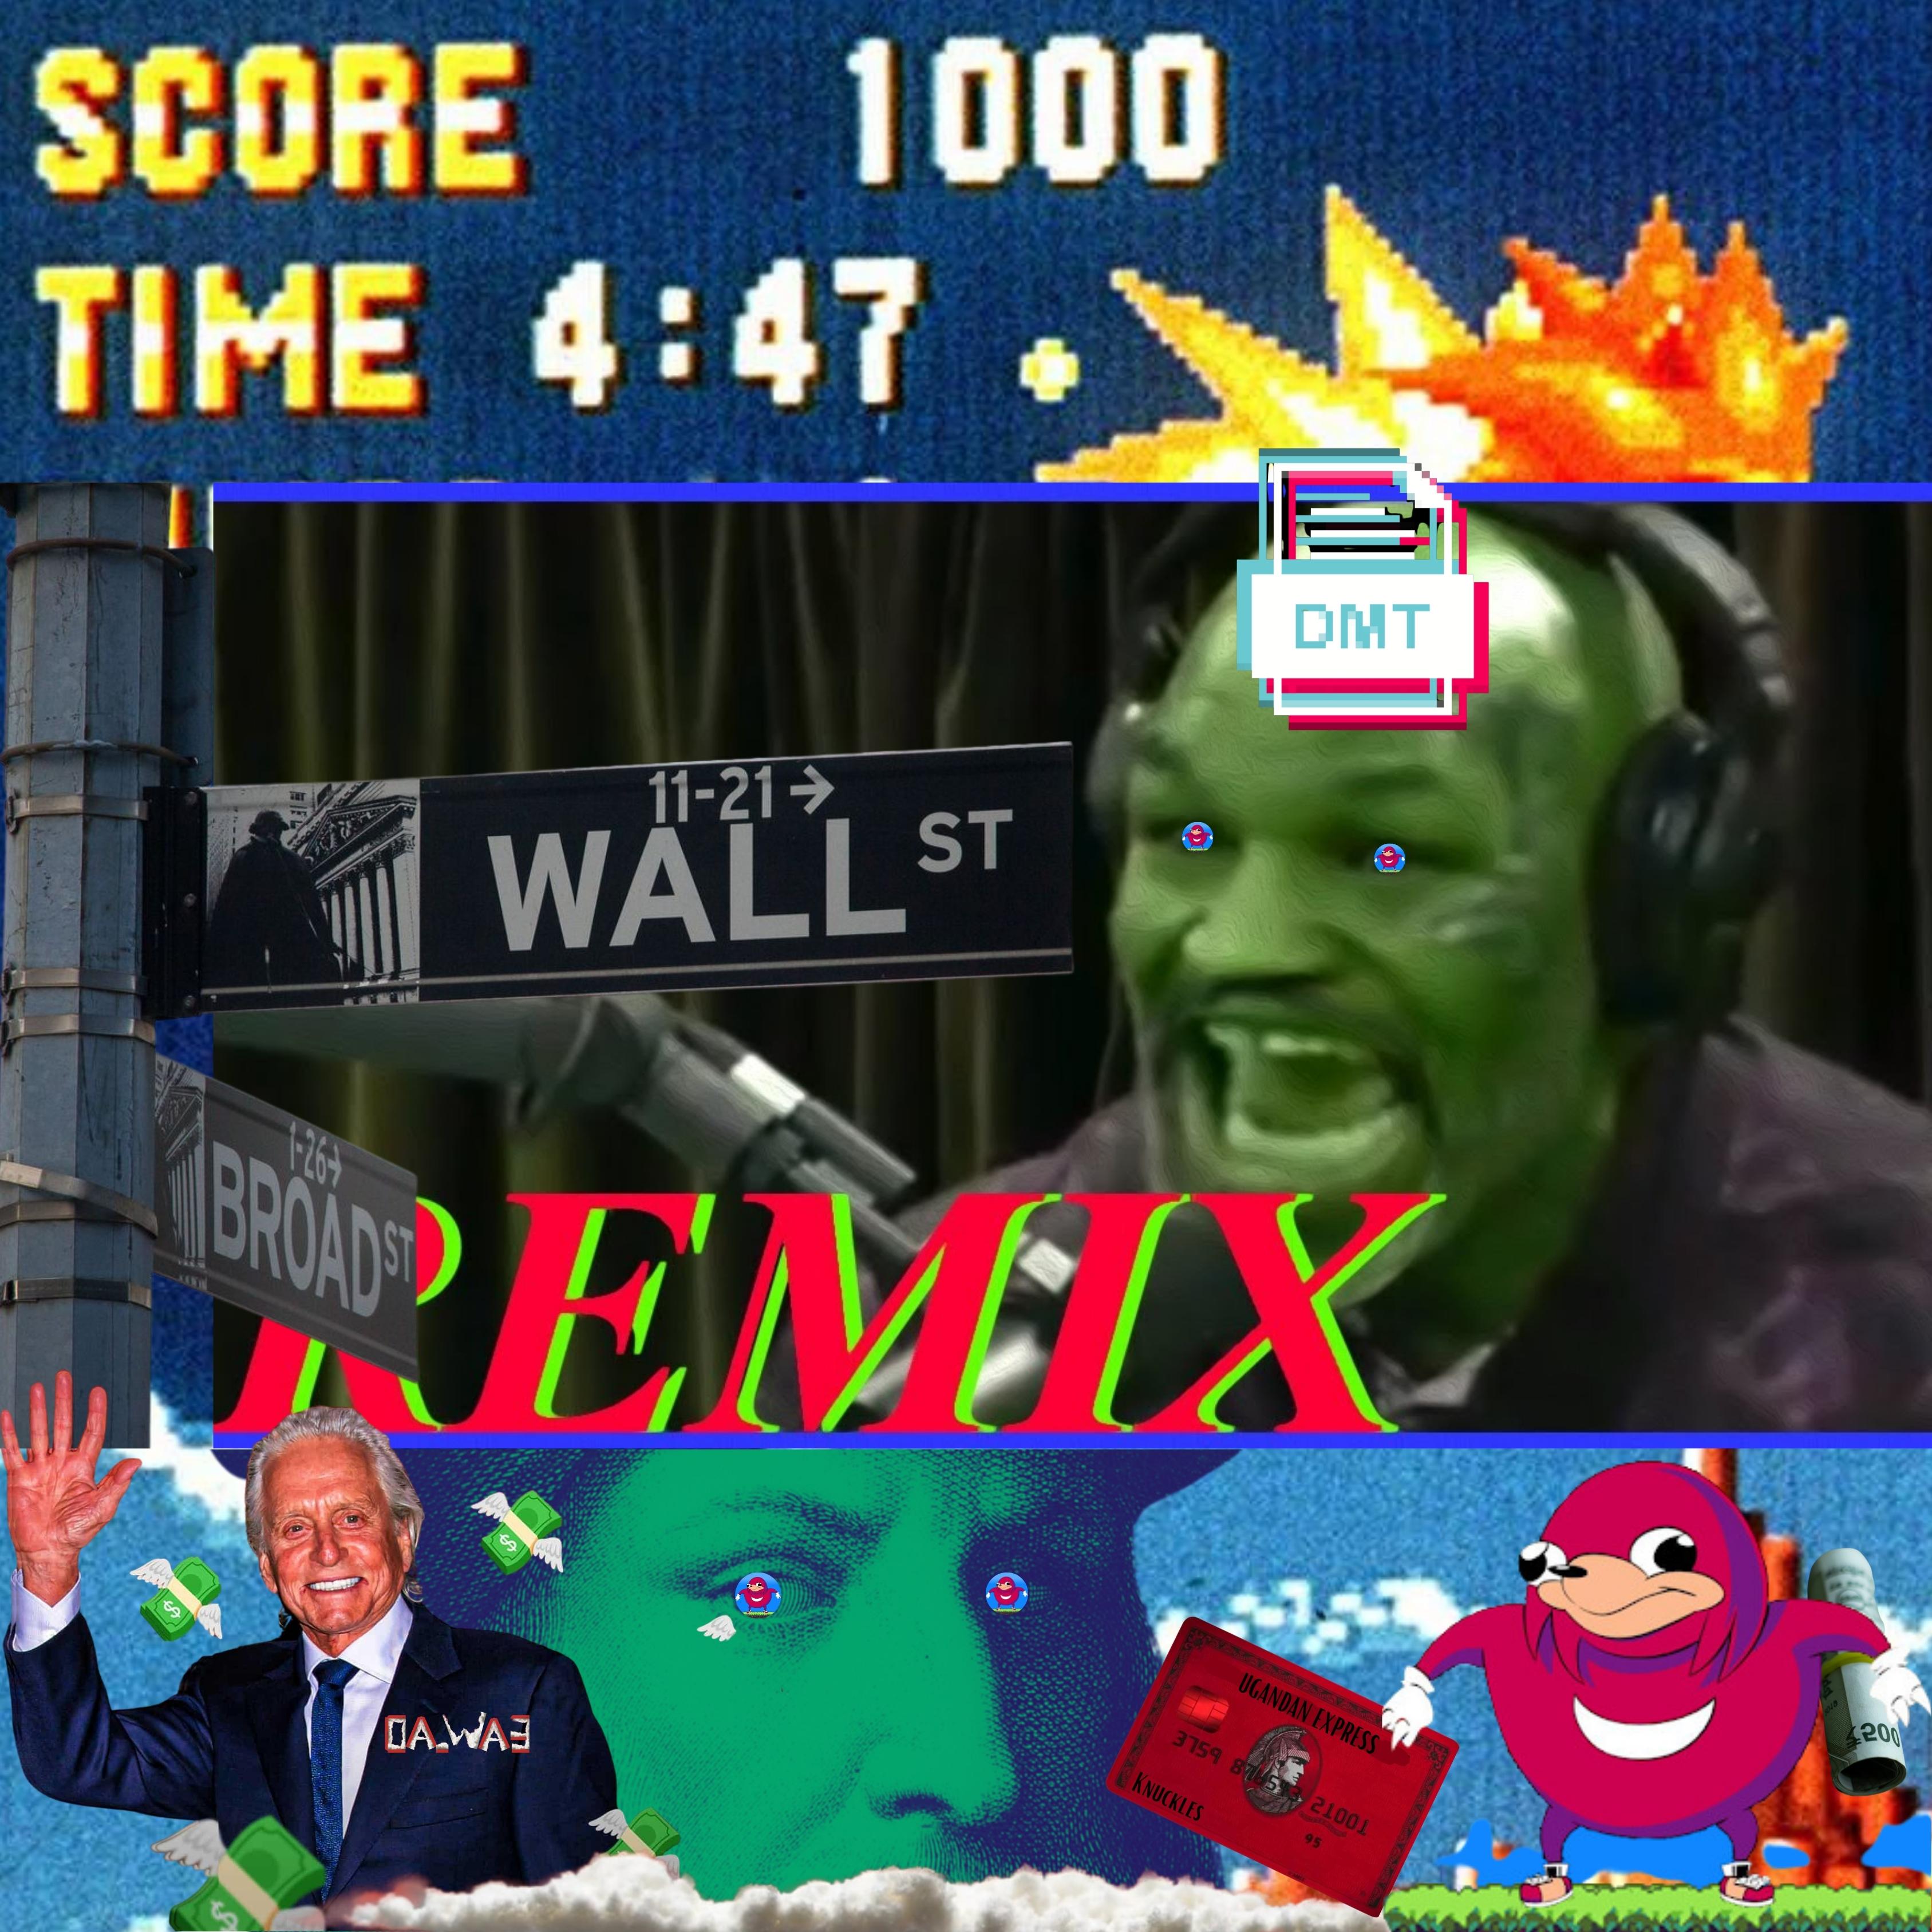 SCORE 1000
TIME 4:47
DMT
11-21→
WALL ST
1-26→
BROAD ST
REMIX
DA_WAE
UGANDAN EXPRESS
3759
21001
95
KNUCKLES
200